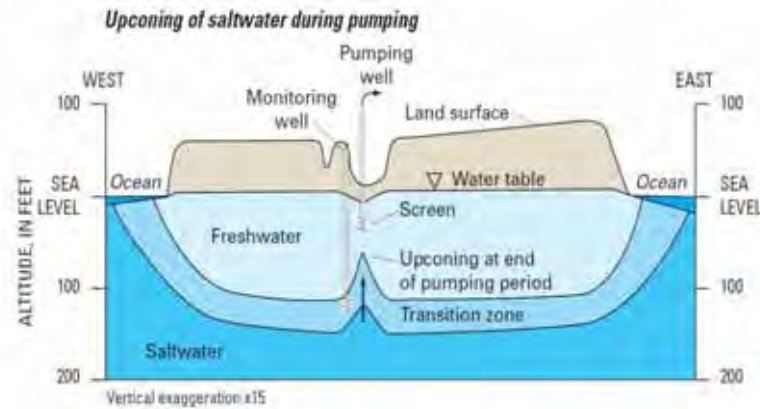 Upconing of saltwater during pumping
Pumping
well
WEST
EAST
Monitoring
well
Land surface
100
100
ALTITUDE, IN FEET
SEA
LEVEL
Ocean
Water table
Ocean
SEA
LEVEL
Screen
Freshwater
Upconing at end
of pumping period
100
100
Transition zone
Saltwater
200
200
Vertical exaggeration x15